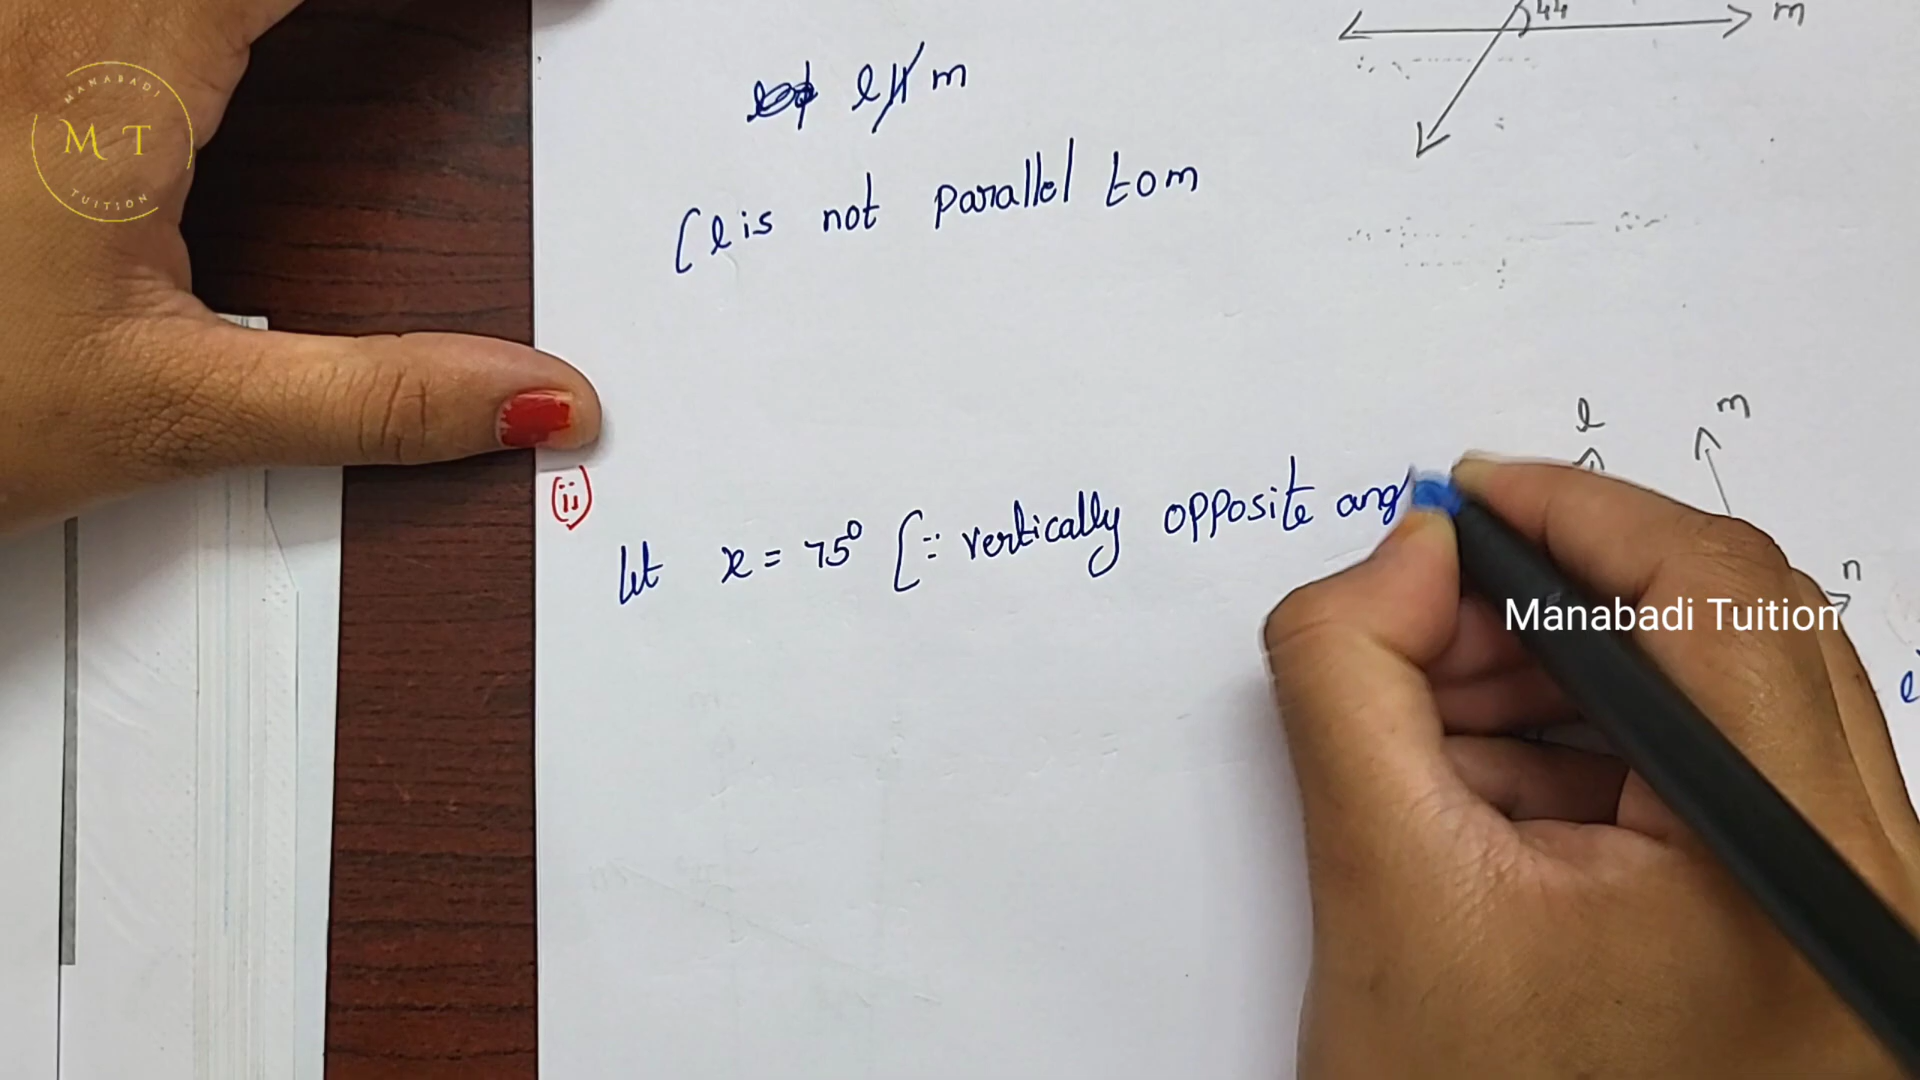 MANABADI
M T
TUITION
44
m
l ∦ m
(l is not parallel to m
l
m
(ii)
let x = 75° [∵ vertically opposite ang
n
Manabadi Tuition